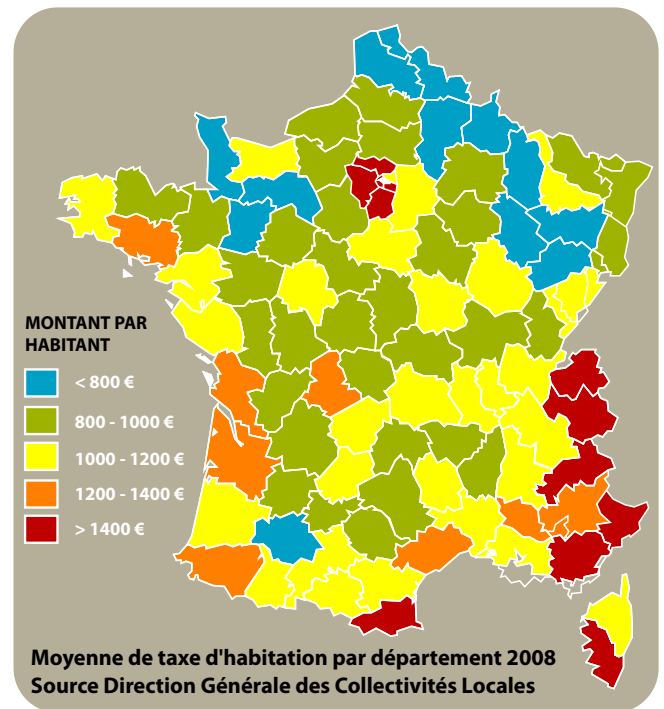 MONTANT PAR
HABITANT
< 800 €
800 - 1000 €
1000 - 1200 €
1200 - 1400 €
> 1400 €
Moyenne de taxe d'habitation par département 2008
Source Direction Générale des Collectivités Locales